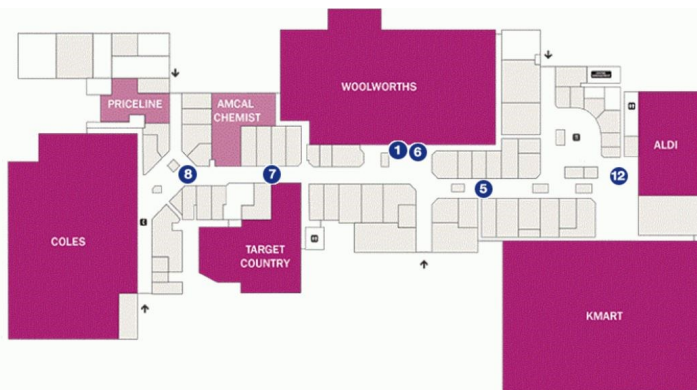 WOOLWORTHS
PRICELINE
AMCAL
CHEMIST
ALDI
1
6
8
7
5
12
COLES
TARGET
COUNTRY
KMART